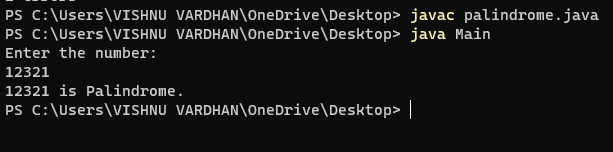 PS C:\Users\VISHNU VARDHAN\OneDrive\Desktop> javac palindrome.java
PS C:\Users\VISHNU VARDHAN\OneDrive\Desktop> java Main
Enter the number:
12321
12321 is Palindrome.
PS C:\Users\VISHNU VARDHAN\OneDrive\Desktop>